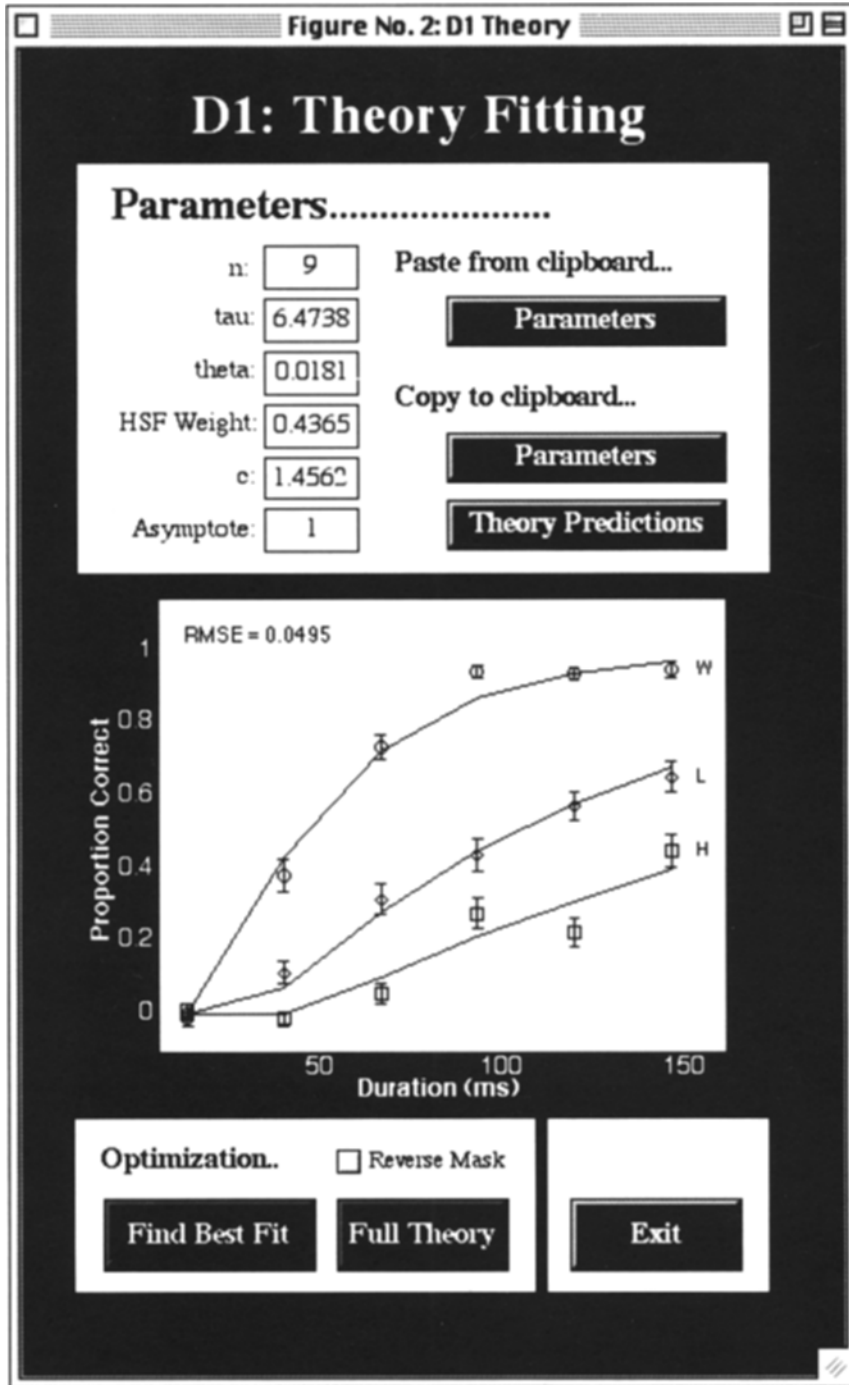 Figure No. 2: D1 Theory
D1: Theory Fitting
Parameters......................
n: 9
Paste from clipboard...
tau: 6.4738
Parameters
theta: 0.0181
Copy to clipboard...
HSF Weight: 0.4365
Parameters
c: 1.4562
Theory Predictions
Asymptote: 1
RMSE = 0.0495
1
W
0.8
L
0.6
H
0.4
0.2
0
Proportion Correct
50 100 150
Duration (ms)
Optimization..
Reverse Mask
Find Best Fit
Full Theory
Exit